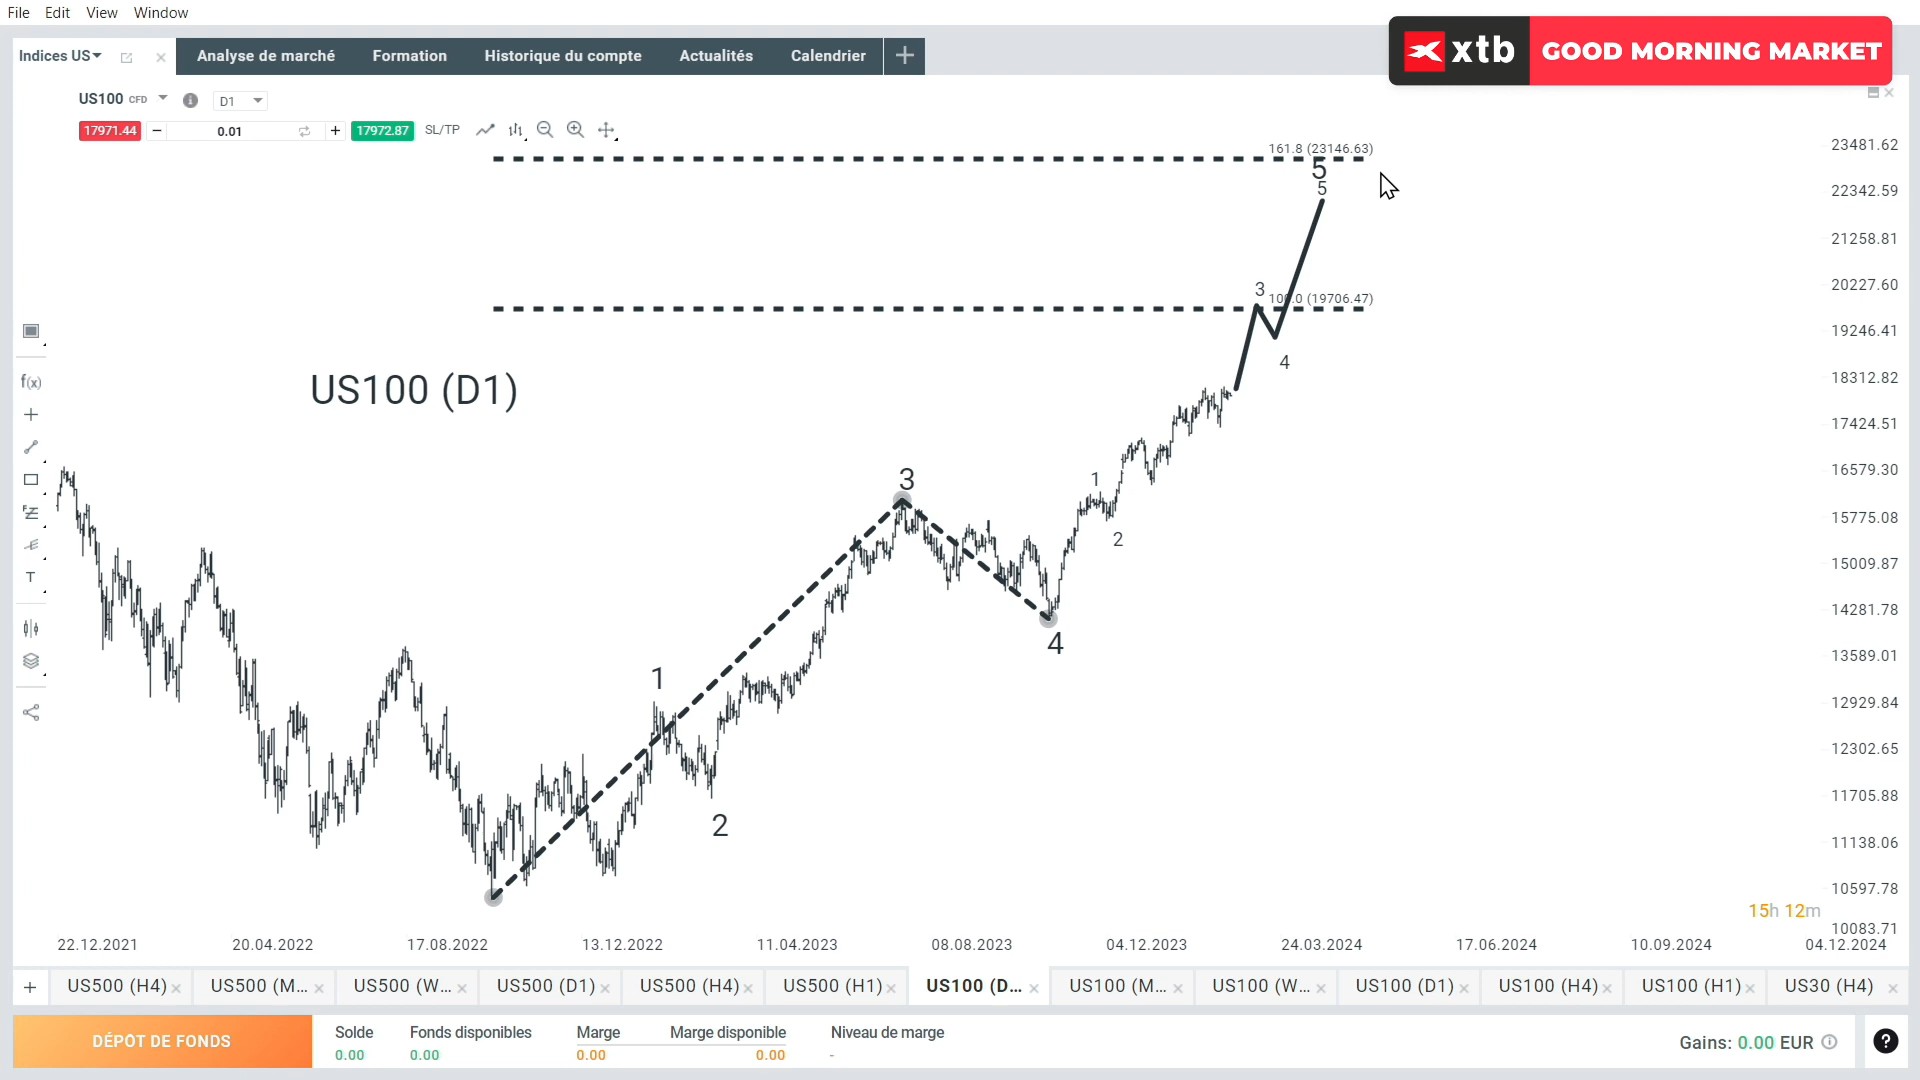 File Edit View Window
xtb GOOD MORNING MARKET
Indices US Analyse de marché Formation Historique du compte Actualités Calendrier
US100 CFD D1
17971.44 − 0.01 + 17972.87 SL/TP
161.8 (23146.63)
23481.62
5
5
22342.59
21258.81
3
100.0 (19706.47)
20227.60
19246.41
4
US100 (D1)
18312.82
f(x)
17424.51
3
1
16579.30
15775.08
2
15009.87
T
14281.78
4
13589.01
1
12929.84
12302.65
11705.88
2
11138.06
10597.78
15h 12m
10083.71
22.12.2021 20.04.2022 17.08.2022 13.12.2022 11.04.2023 08.08.2023 04.12.2023 24.03.2024 17.06.2024 10.09.2024 04.12.2024
+ US500 (H4) US500 (M... US500 (W... US500 (D1) US500 (H4) US500 (H1) US100 (D... US100 (M... US100 (W... US100 (D1) US100 (H4) US100 (H1) US30 (H4)
DÉPÔT DE FONDS
Solde Fonds disponibles Marge Marge disponible Niveau de marge
0.00 0.00 0.00 0.00 -
Gains: 0.00 EUR
?